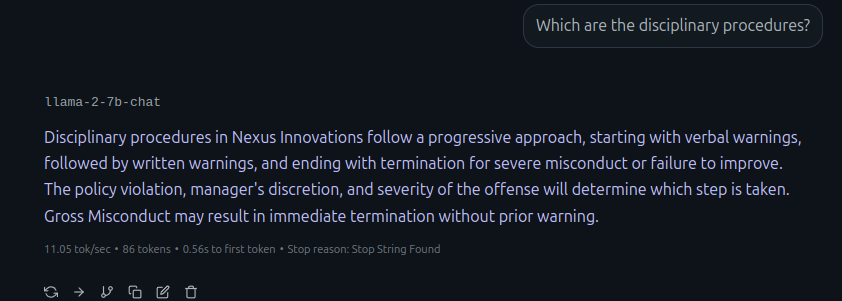 Which are the disciplinary procedures?
llama-2-7b-chat
Disciplinary procedures in Nexus Innovations follow a progressive approach, starting with verbal warnings,
followed by written warnings, and ending with termination for severe misconduct or failure to improve.
The policy violation, manager's discretion, and severity of the offense will determine which step is taken.
Gross Misconduct may result in immediate termination without prior warning.
11.05 tok/sec • 86 tokens • 0.56s to first token • Stop reason: Stop String Found